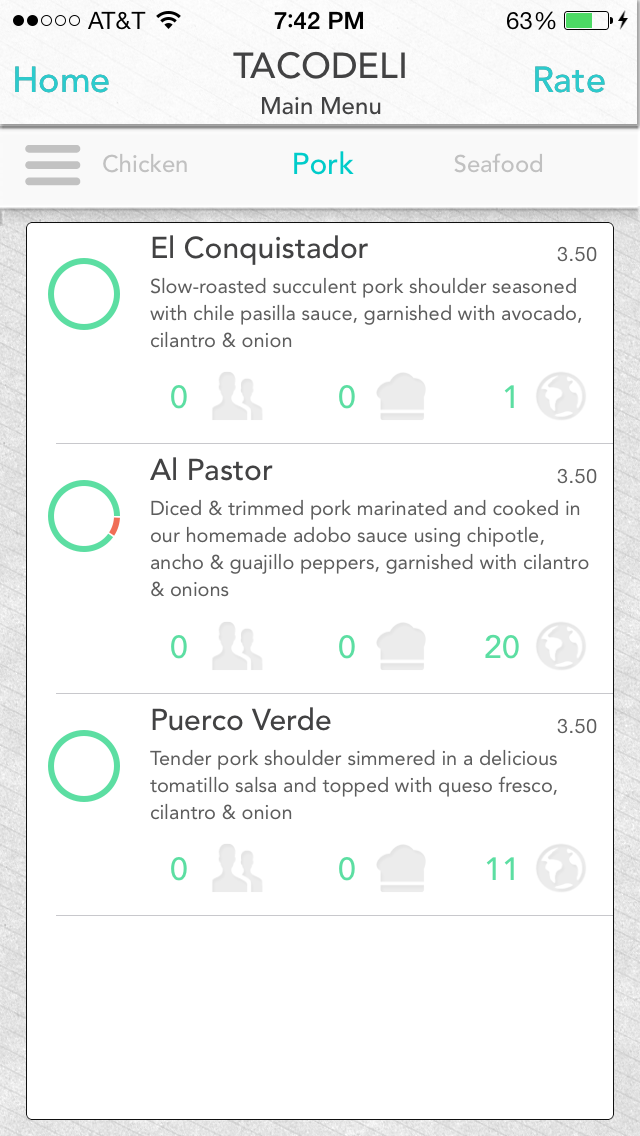 AT&T 7:42 PM 63%
Home TACODELI Rate
Main Menu
Chicken Pork Seafood
El Conquistador 3.50
Slow-roasted succulent pork shoulder seasoned
with chile pasilla sauce, garnished with avocado,
cilantro & onion
0 0 1
Al Pastor 3.50
Diced & trimmed pork marinated and cooked in
our homemade adobo sauce using chipotle,
ancho & guajillo peppers, garnished with cilantro
& onions
0 0 20
Puerco Verde 3.50
Tender pork shoulder simmered in a delicious
tomatillo salsa and topped with queso fresco,
cilantro & onion
0 0 11